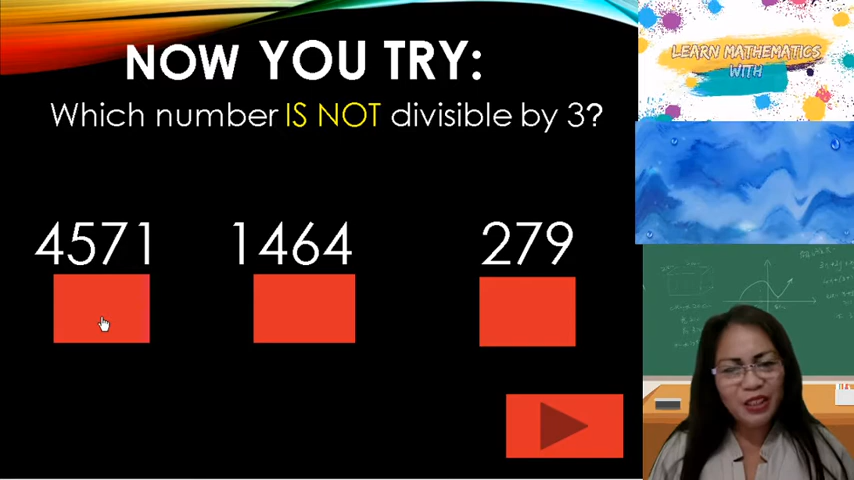 NOW YOU TRY:
Which number IS NOT divisible by 3?
4571 1464 279
LEARN MATHEMATICS
WITH